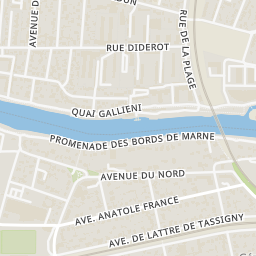 AVENUE D
DUN
RUE DE LA PLAGE
RUE DIDEROT
QUAI GALLIENI
PROMENADE DES BORDS DE MARNE
AVENUE DU NORD
AVE. ANATOLE FRANCE
AVE. DE LATTRE DE TASSIGNY